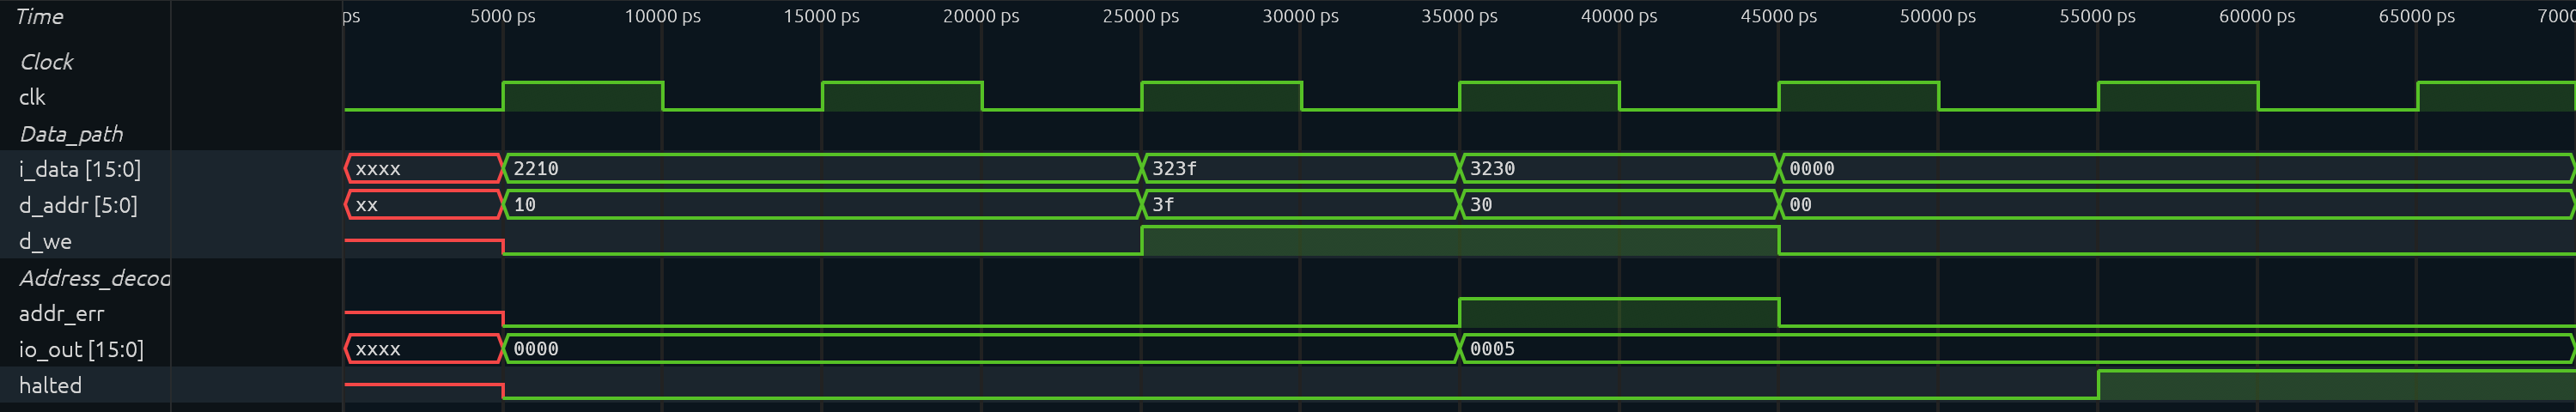 Time ps 5000 ps 10000 ps 15000 ps 20000 ps 25000 ps 30000 ps 35000 ps 40000 ps 45000 ps 50000 ps 55000 ps 60000 ps 65000 ps 7000
Clock
clk
Data_path
i_data [15:0] xxxx 2210 323f 3230 0000
d_addr [5:0] xx 10 3f 30 00
d_we
Address_decod
addr_err
io_out [15:0] xxxx 0000 0005
halted